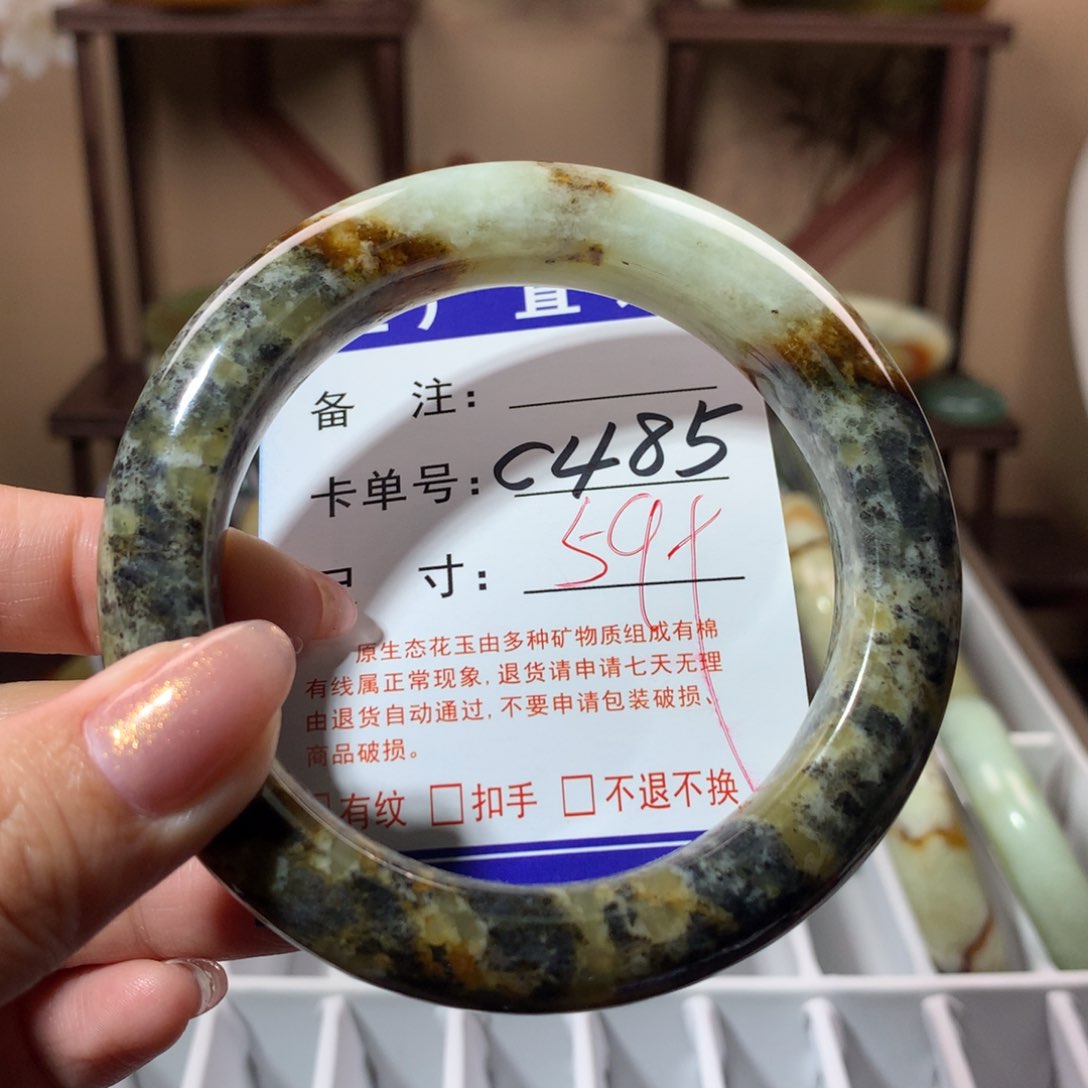 厂直
备 注:
卡单号: C485
尺 寸: 59+
原生态花玉由多种矿物质组成有棉
有线属正常现象,退货请申请七天无理
由退货自动通过,不要申请包装破损、
商品破损。
□有纹 □扣手 □不退不换